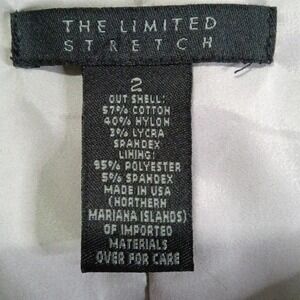 THE LIMITED
STRETCH
2
OUT SHELL:
57% COTTON
40% NYLON
3% LYCRA
SPANDEX
LINING:
95% POLYESTER
5% SPANDEX
MADE IN USA
(NORTHERN
MARIANA ISLANDS)
OF IMPORTED
MATERIALS
OVER FOR CARE